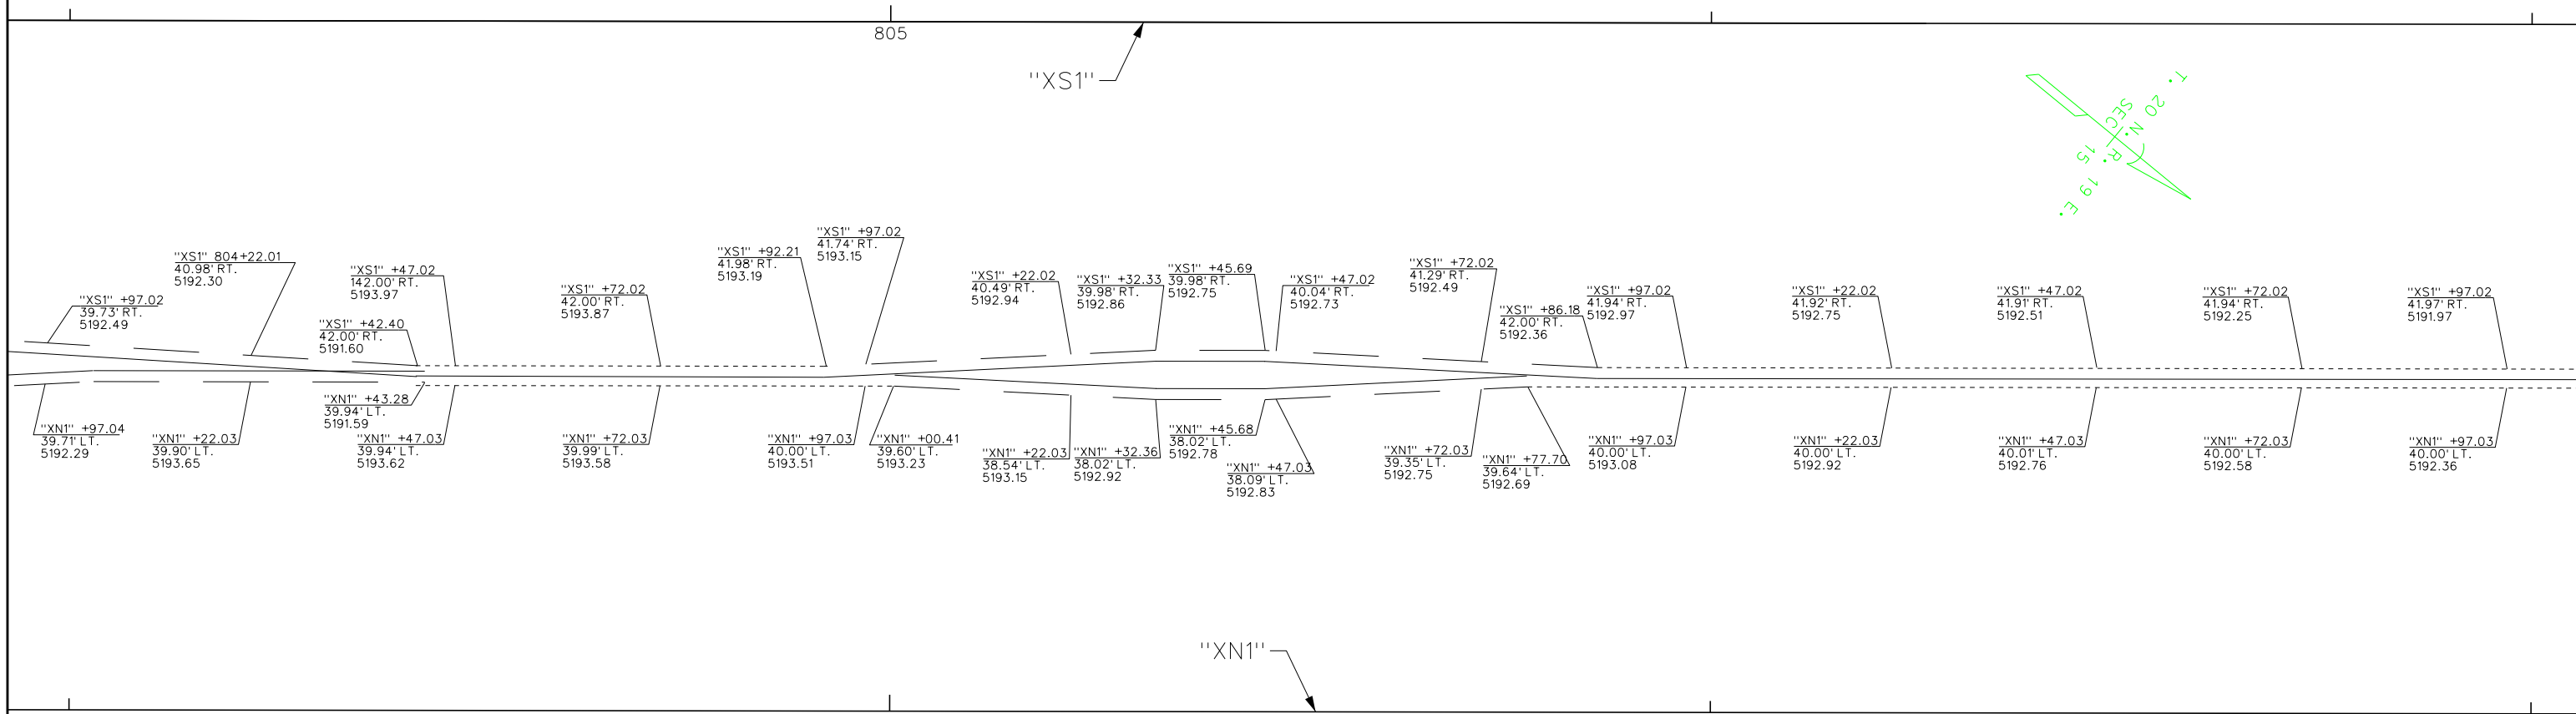 805
"XS1"
T. 20 N. R. 19 E.
SEC 15
"XS1" +97.02
39.73' RT.
5192.49
"XS1" 804+22.01
40.98' RT.
5192.30
"XS1" +42.40
42.00' RT.
5191.60
"XS1" +47.02
142.00' RT.
5193.97
"XS1" +72.02
42.00' RT.
5193.87
"XS1" +92.21
41.98' RT.
5193.19
"XS1" +97.02
41.74' RT.
5193.15
"XS1" +22.02
40.49' RT.
5192.94
"XS1" +32.33
39.98' RT.
5192.86
"XS1" +45.69
39.98' RT.
5192.75
"XS1" +47.02
40.04' RT.
5192.73
"XS1" +72.02
41.29' RT.
5192.49
"XS1" +86.18
42.00' RT.
5192.36
"XS1" +97.02
41.94' RT.
5192.97
"XS1" +22.02
41.92' RT.
5192.75
"XS1" +47.02
41.91' RT.
5192.51
"XS1" +72.02
41.94' RT.
5192.25
"XS1" +97.02
41.97' RT.
5191.97
"XN1" +97.04
39.71' LT.
5192.29
"XN1" +22.03
39.90' LT.
5193.65
"XN1" +43.28
39.94' LT.
5191.59
"XN1" +47.03
39.94' LT.
5193.62
"XN1" +72.03
39.99' LT.
5193.58
"XN1" +97.03
40.00' LT.
5193.51
"XN1" +00.41
39.60' LT.
5193.23
"XN1" +22.03
38.54' LT.
5193.15
"XN1" +32.36
38.02' LT.
5192.92
"XN1" +45.68
38.02' LT.
5192.78
"XN1" +47.03
38.09' LT.
5192.83
"XN1" +72.03
39.35' LT.
5192.75
"XN1" +77.70
39.64' LT.
5192.69
"XN1" +97.03
40.00' LT.
5193.08
"XN1" +22.03
40.00' LT.
5192.92
"XN1" +47.03
40.01' LT.
5192.76
"XN1" +72.03
40.00' LT.
5192.58
"XN1" +97.03
40.00' LT.
5192.36
"XN1"